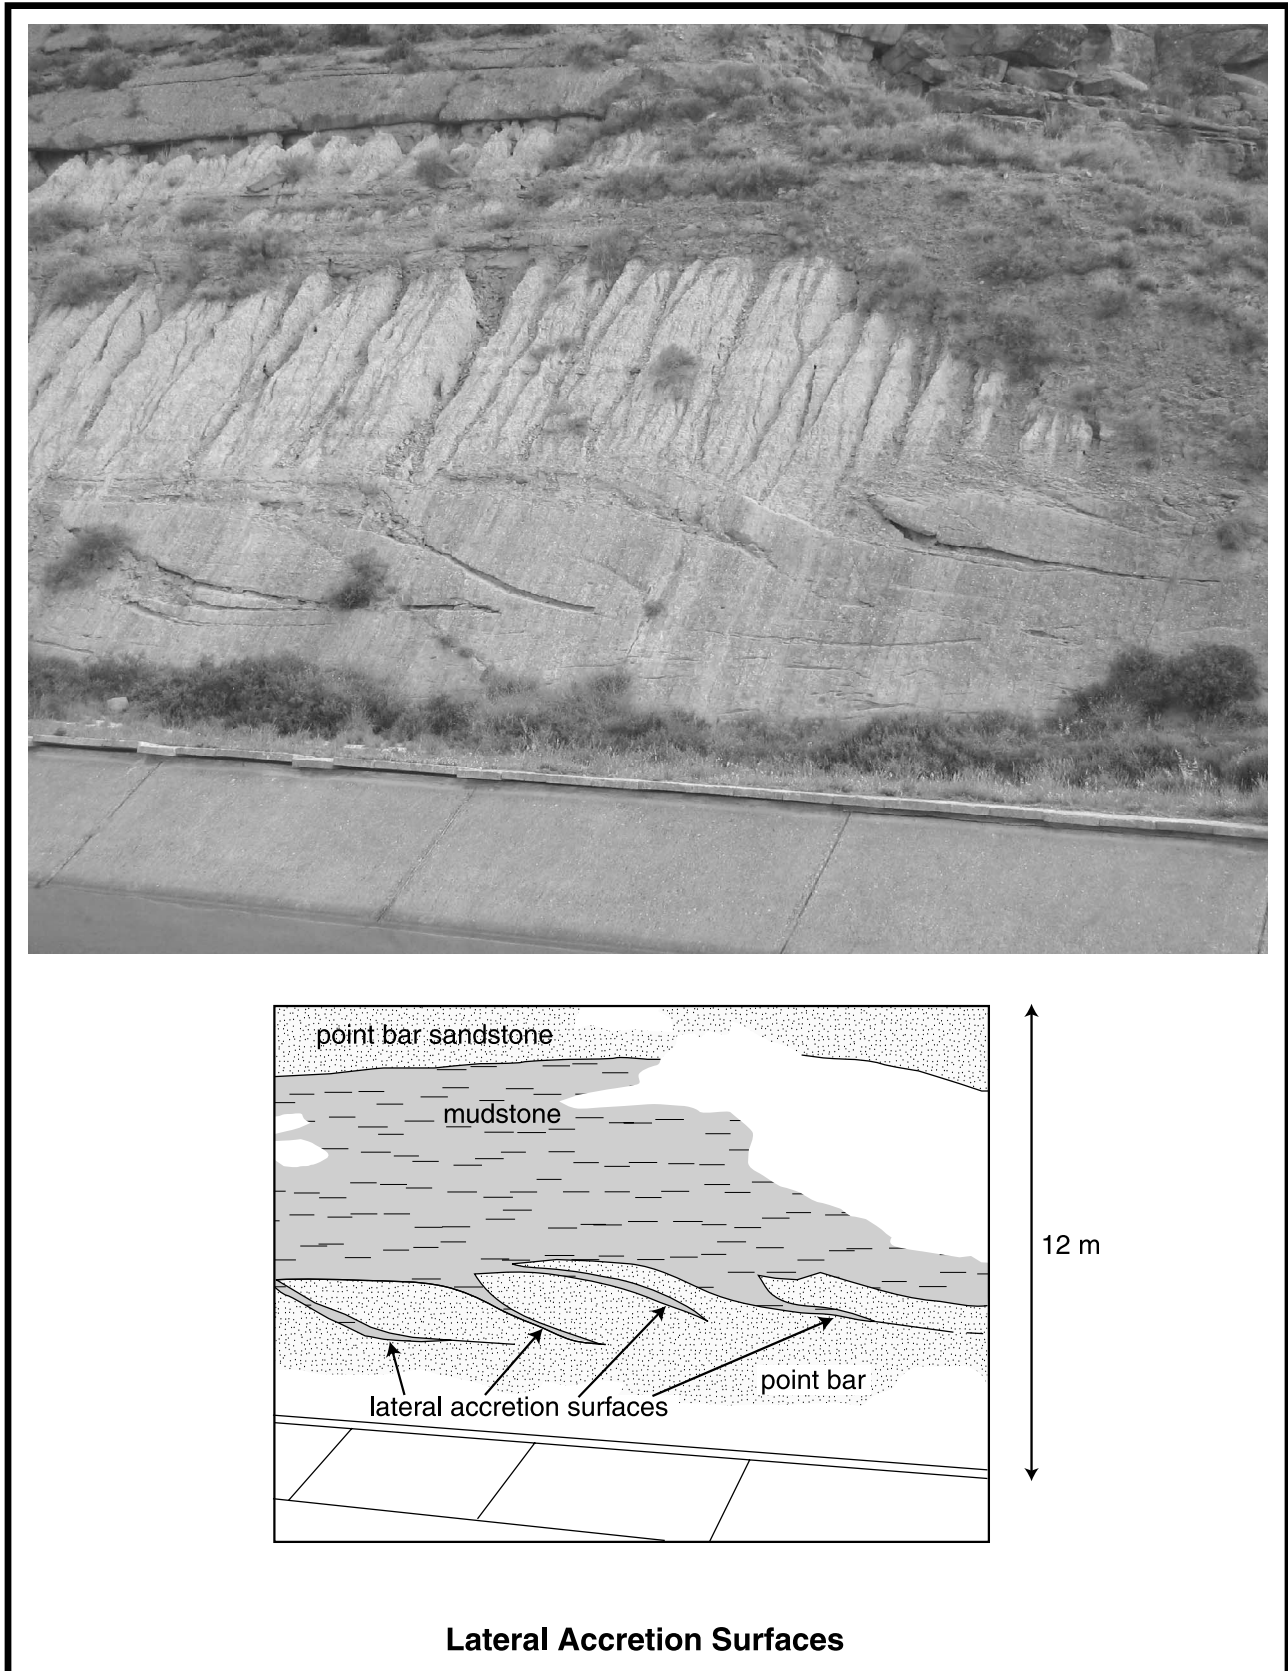 point bar sandstone
mudstone
12 m
point bar
lateral accretion surfaces
Lateral Accretion Surfaces